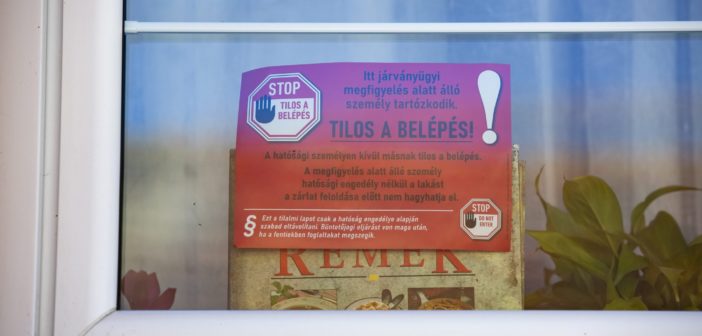 STOP
TILOS A
BELÉPÉS
Itt járványügyi
megfigyelés alatt álló
személy tartózkodik.
TILOS A BELÉPÉS!
A hatósági személyen kívül másnak tilos a belépés.
A megfigyelés alatt álló személy
hatósági engedély nélkül a lakást
a zárlat feloldása előtt nem hagyhatja el.
§ Ezt a tilalmi lapot csak a hatóság engedélye alapján
szabad eltávolítani. Büntetőjogi eljárást von maga után,
ha a fentiekben foglaltakat megszegik.
STOP
DO NOT
ENTER
REMEK